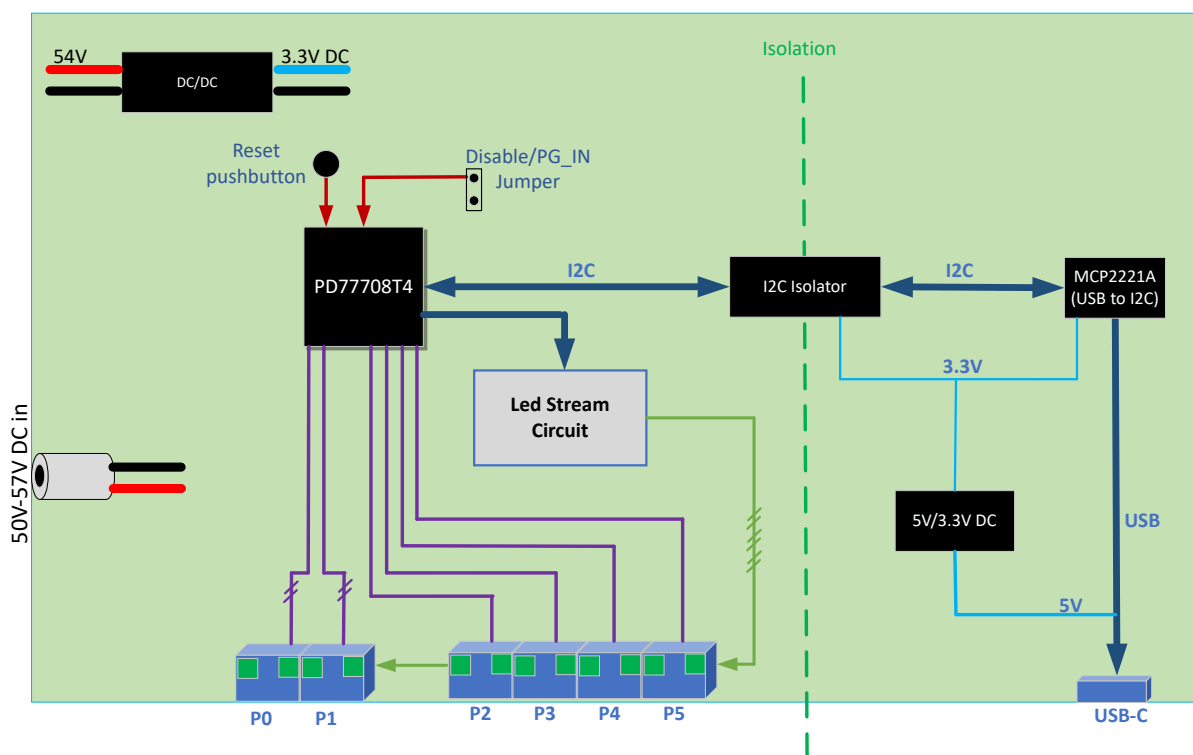 54V
3.3V DC
DC/DC
Isolation
Reset
pushbutton
Disable/PG_IN
Jumper
PD77708T4
I2C
I2C Isolator
I2C
MCP2221A
(USB to I2C)
3.3V
Led Stream
Circuit
50V-57V DC in
5V/3.3V DC
USB
5V
P0
P1
P2
P3
P4
P5
USB-C